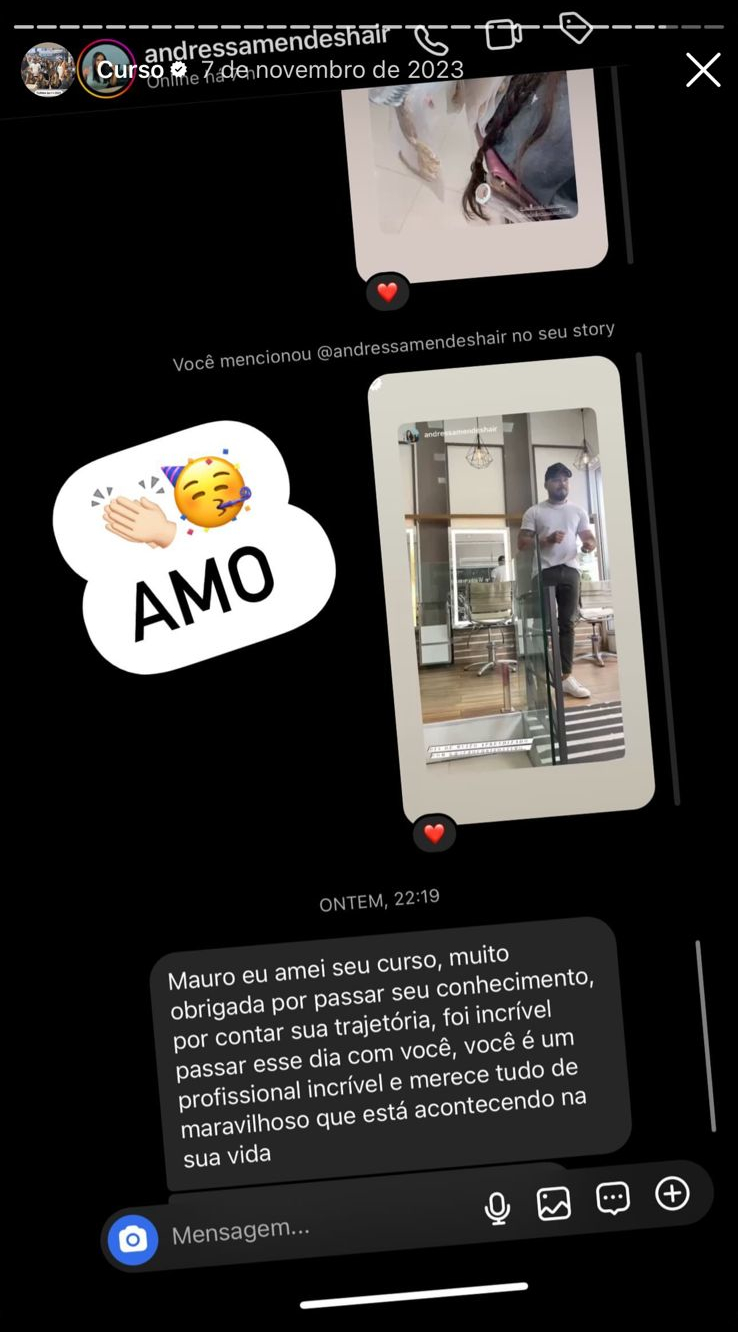 andressamendeshair
Curso 7 de novembro de 2023
Online há 7 h
Você mencionou @andressamendeshair no seu story
andressamendeshair
AMO
ONTEM, 22:19
Mauro eu amei seu curso, muito
obrigada por passar seu conhecimento,
por contar sua trajetória, foi incrível
passar esse dia com você, você é um
profissional incrível e merece tudo de
maravilhoso que está acontecendo na
sua vida
Mensagem...